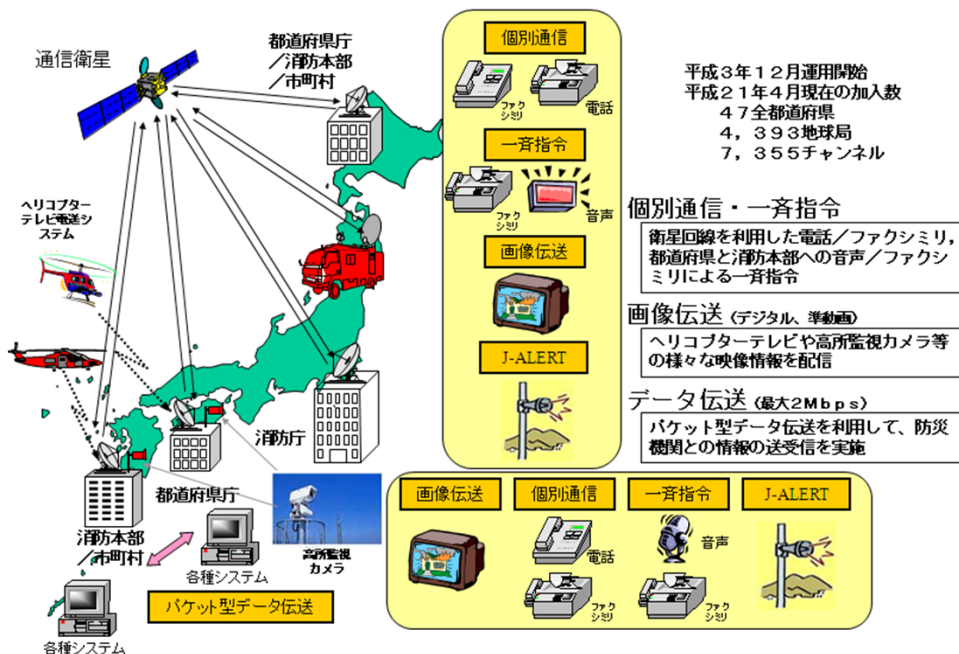 通信衛星
都道府県庁
／消防本部
／市町村
ヘリコプター
テレビ電送シ
ステム
消防庁
都道府県庁
消防本部
／市町村
高所監視
カメラ
各種システム
各種システム
パケット型データ伝送
個別通信
ファク
シミリ
電話
一斉指令
ファク
シミリ
音声
画像伝送
J-ALERT
画像伝送
個別通信
一斉指令
J-ALERT
電話
音声
ファク
シミリ
ファク
シミリ
平成３年１２月運用開始
平成２１年４月現在の加入数
４７全都道府県
４，３９３地球局
７，３５５チャンネル
個別通信・一斉指令
衛星回線を利用した電話／ファクシミリ，
都道府県と消防本部への音声／ファクシ
ミリによる一斉指令
画像伝送（デジタル、準動画）
ヘリコプターテレビや高所監視カメラ等
の様々な映像情報を配信
データ伝送（最大２Ｍｂｐｓ）
パケット型データ伝送を利用して、防災
機関との情報の送受信を実施